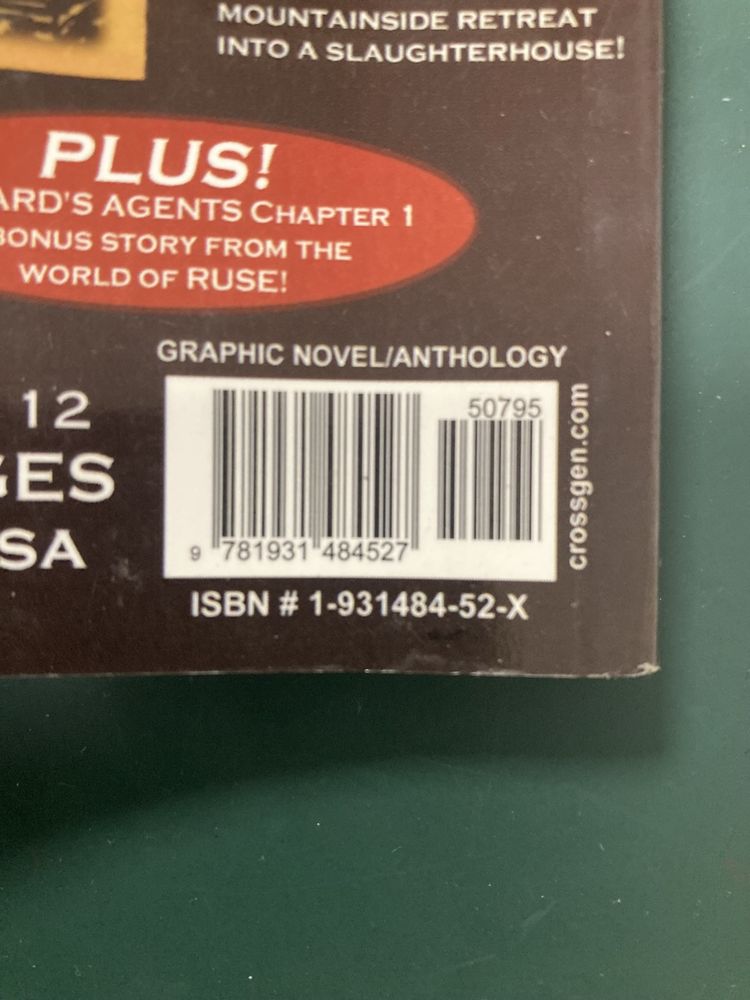 MOUNTAINSIDE RETREAT
INTO A SLAUGHTERHOUSE!
PLUS!
ARD'S AGENTS CHAPTER 1
BONUS STORY FROM THE
WORLD OF RUSE!
GRAPHIC NOVEL/ANTHOLOGY
12
GES
SA
50795
9 781931 484527
crossgen.com
ISBN # 1-931484-52-X